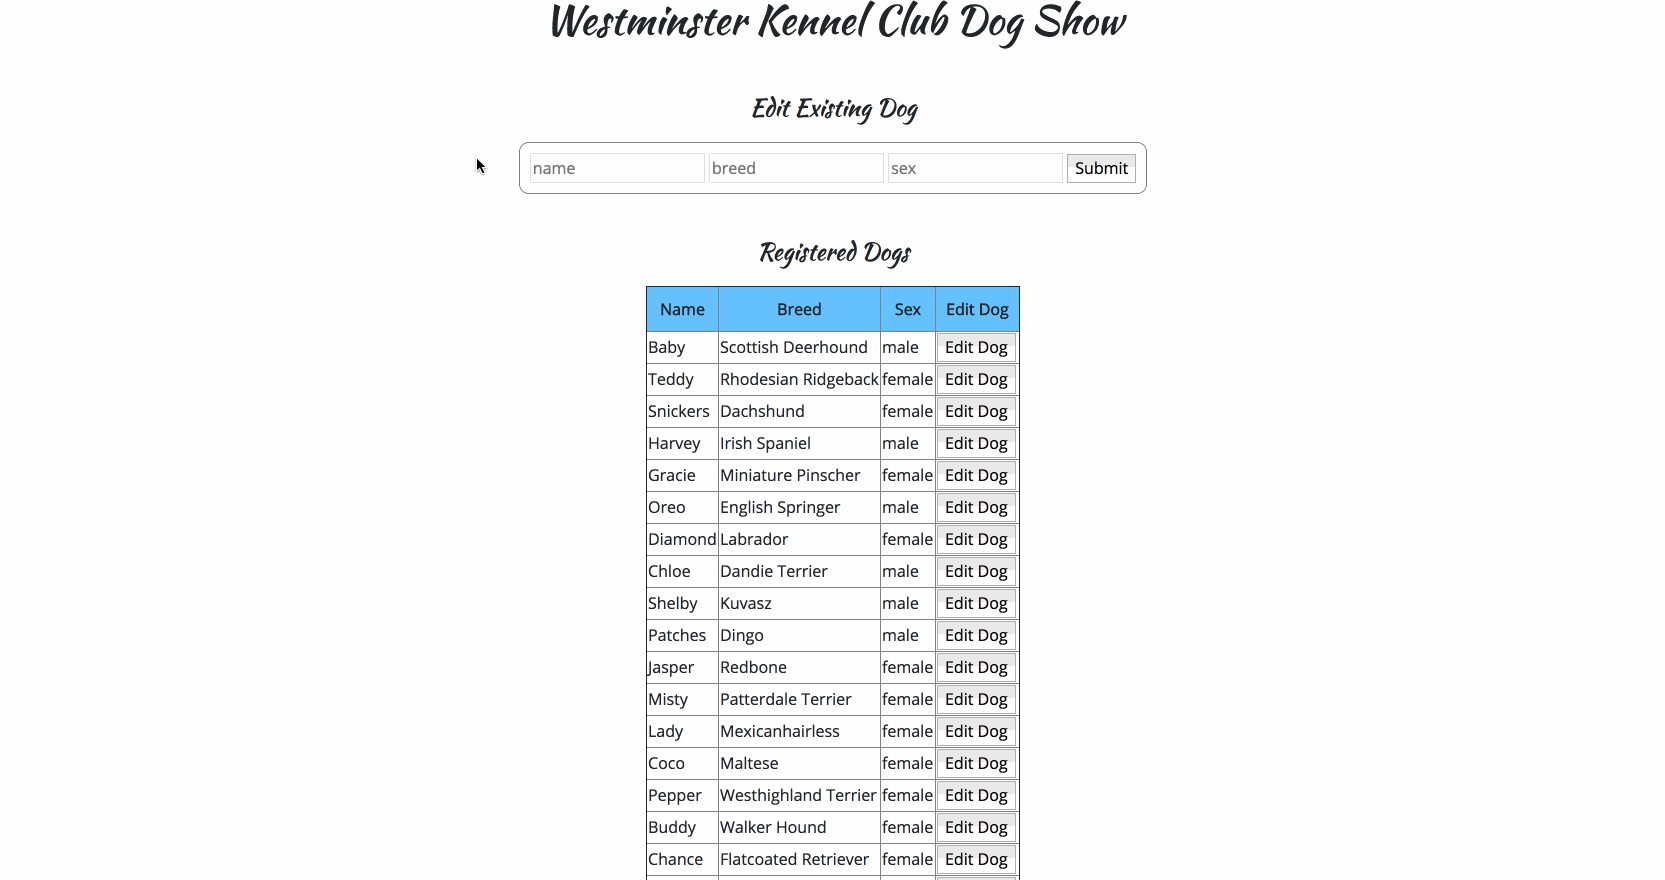 Westminster Kennel Club Dog Show
Edit Existing Dog
name breed sex Submit
Registered Dogs
Name Breed Sex Edit Dog
Baby Scottish Deerhound male Edit Dog
Teddy Rhodesian Ridgeback female Edit Dog
Snickers Dachshund female Edit Dog
Harvey Irish Spaniel male Edit Dog
Gracie Miniature Pinscher female Edit Dog
Oreo English Springer male Edit Dog
Diamond Labrador female Edit Dog
Chloe Dandie Terrier male Edit Dog
Shelby Kuvasz male Edit Dog
Patches Dingo male Edit Dog
Jasper Redbone female Edit Dog
Misty Patterdale Terrier female Edit Dog
Lady Mexicanhairless female Edit Dog
Coco Maltese female Edit Dog
Pepper Westhighland Terrier female Edit Dog
Buddy Walker Hound female Edit Dog
Chance Flatcoated Retriever female Edit Dog